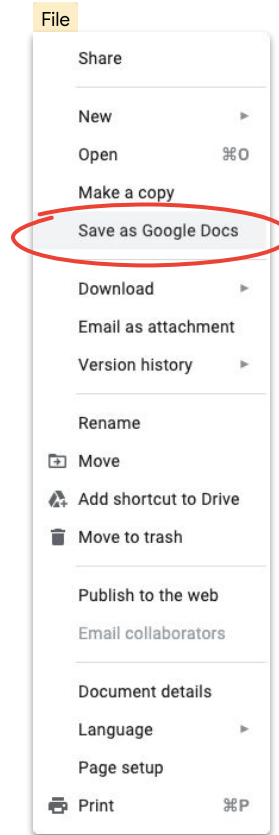 File
Share
New
Open ⌘O
Make a copy
Save as Google Docs
Download
Email as attachment
Version history
Rename
Move
Add shortcut to Drive
Move to trash
Publish to the web
Email collaborators
Document details
Language
Page setup
Print ⌘P